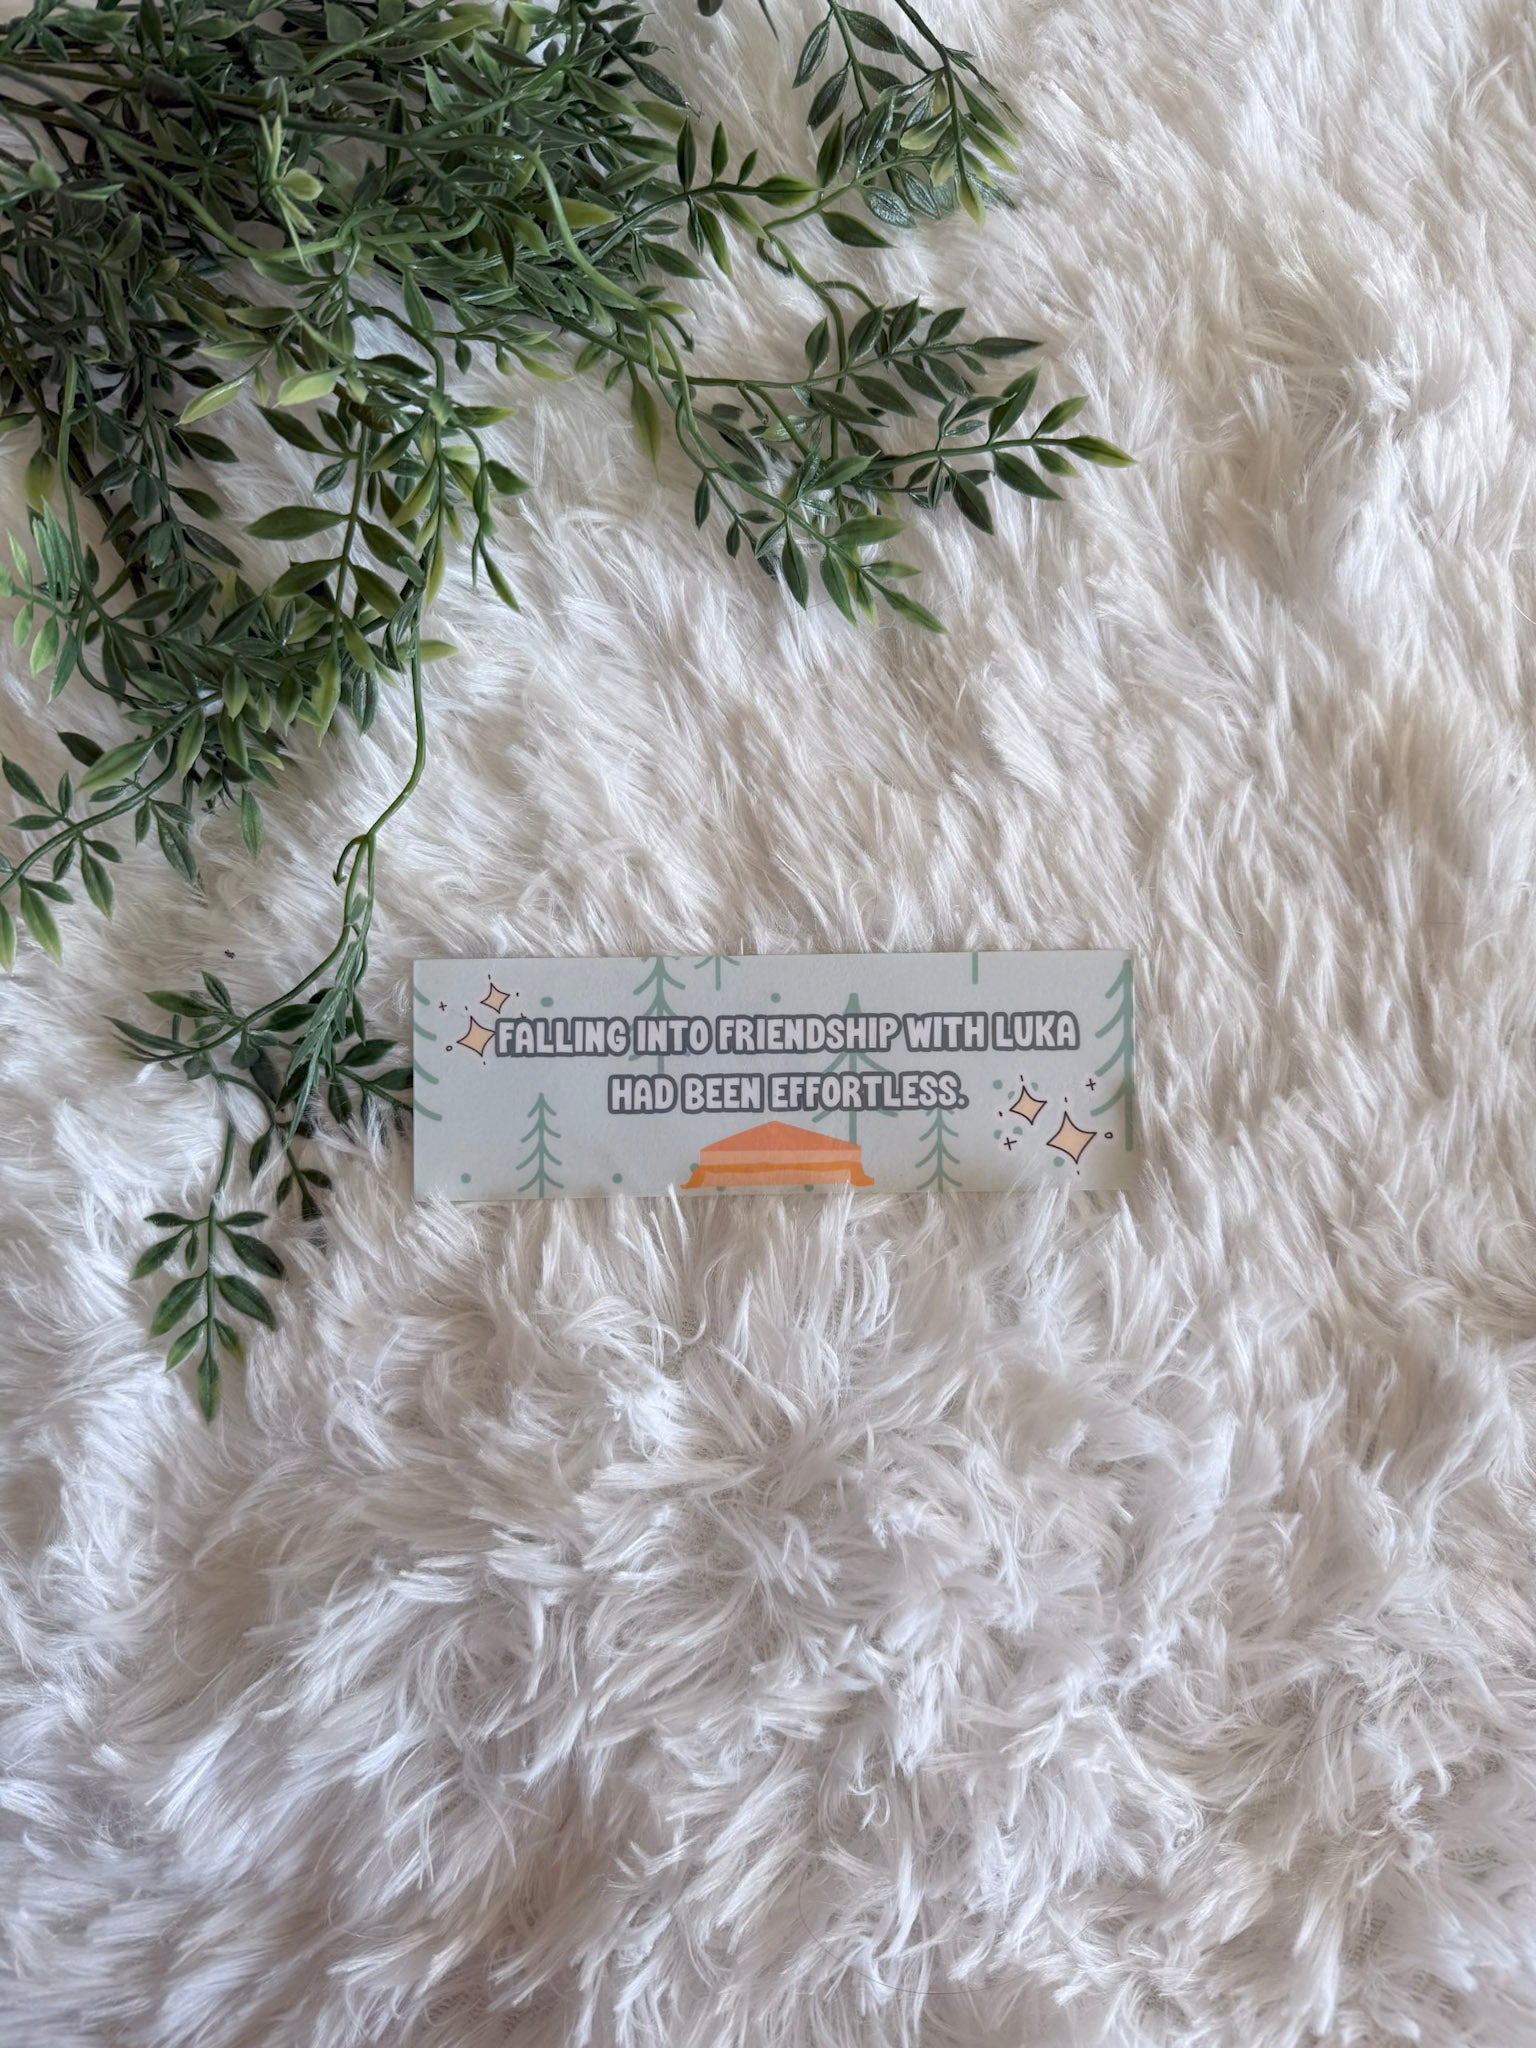 FALLING INTO FRIENDSHIP WITH LUKA
HAD BEEN EFFORTLESS.